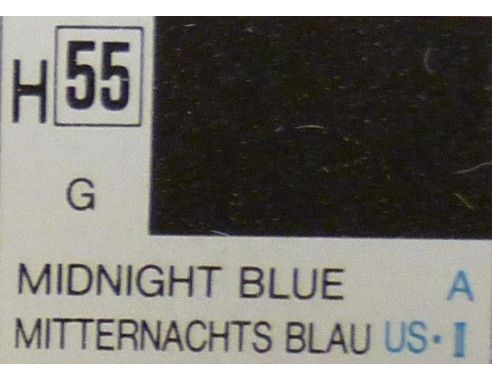 H 55
G
MIDNIGHT BLUE A
MITTERNACHTS BLAU US·I